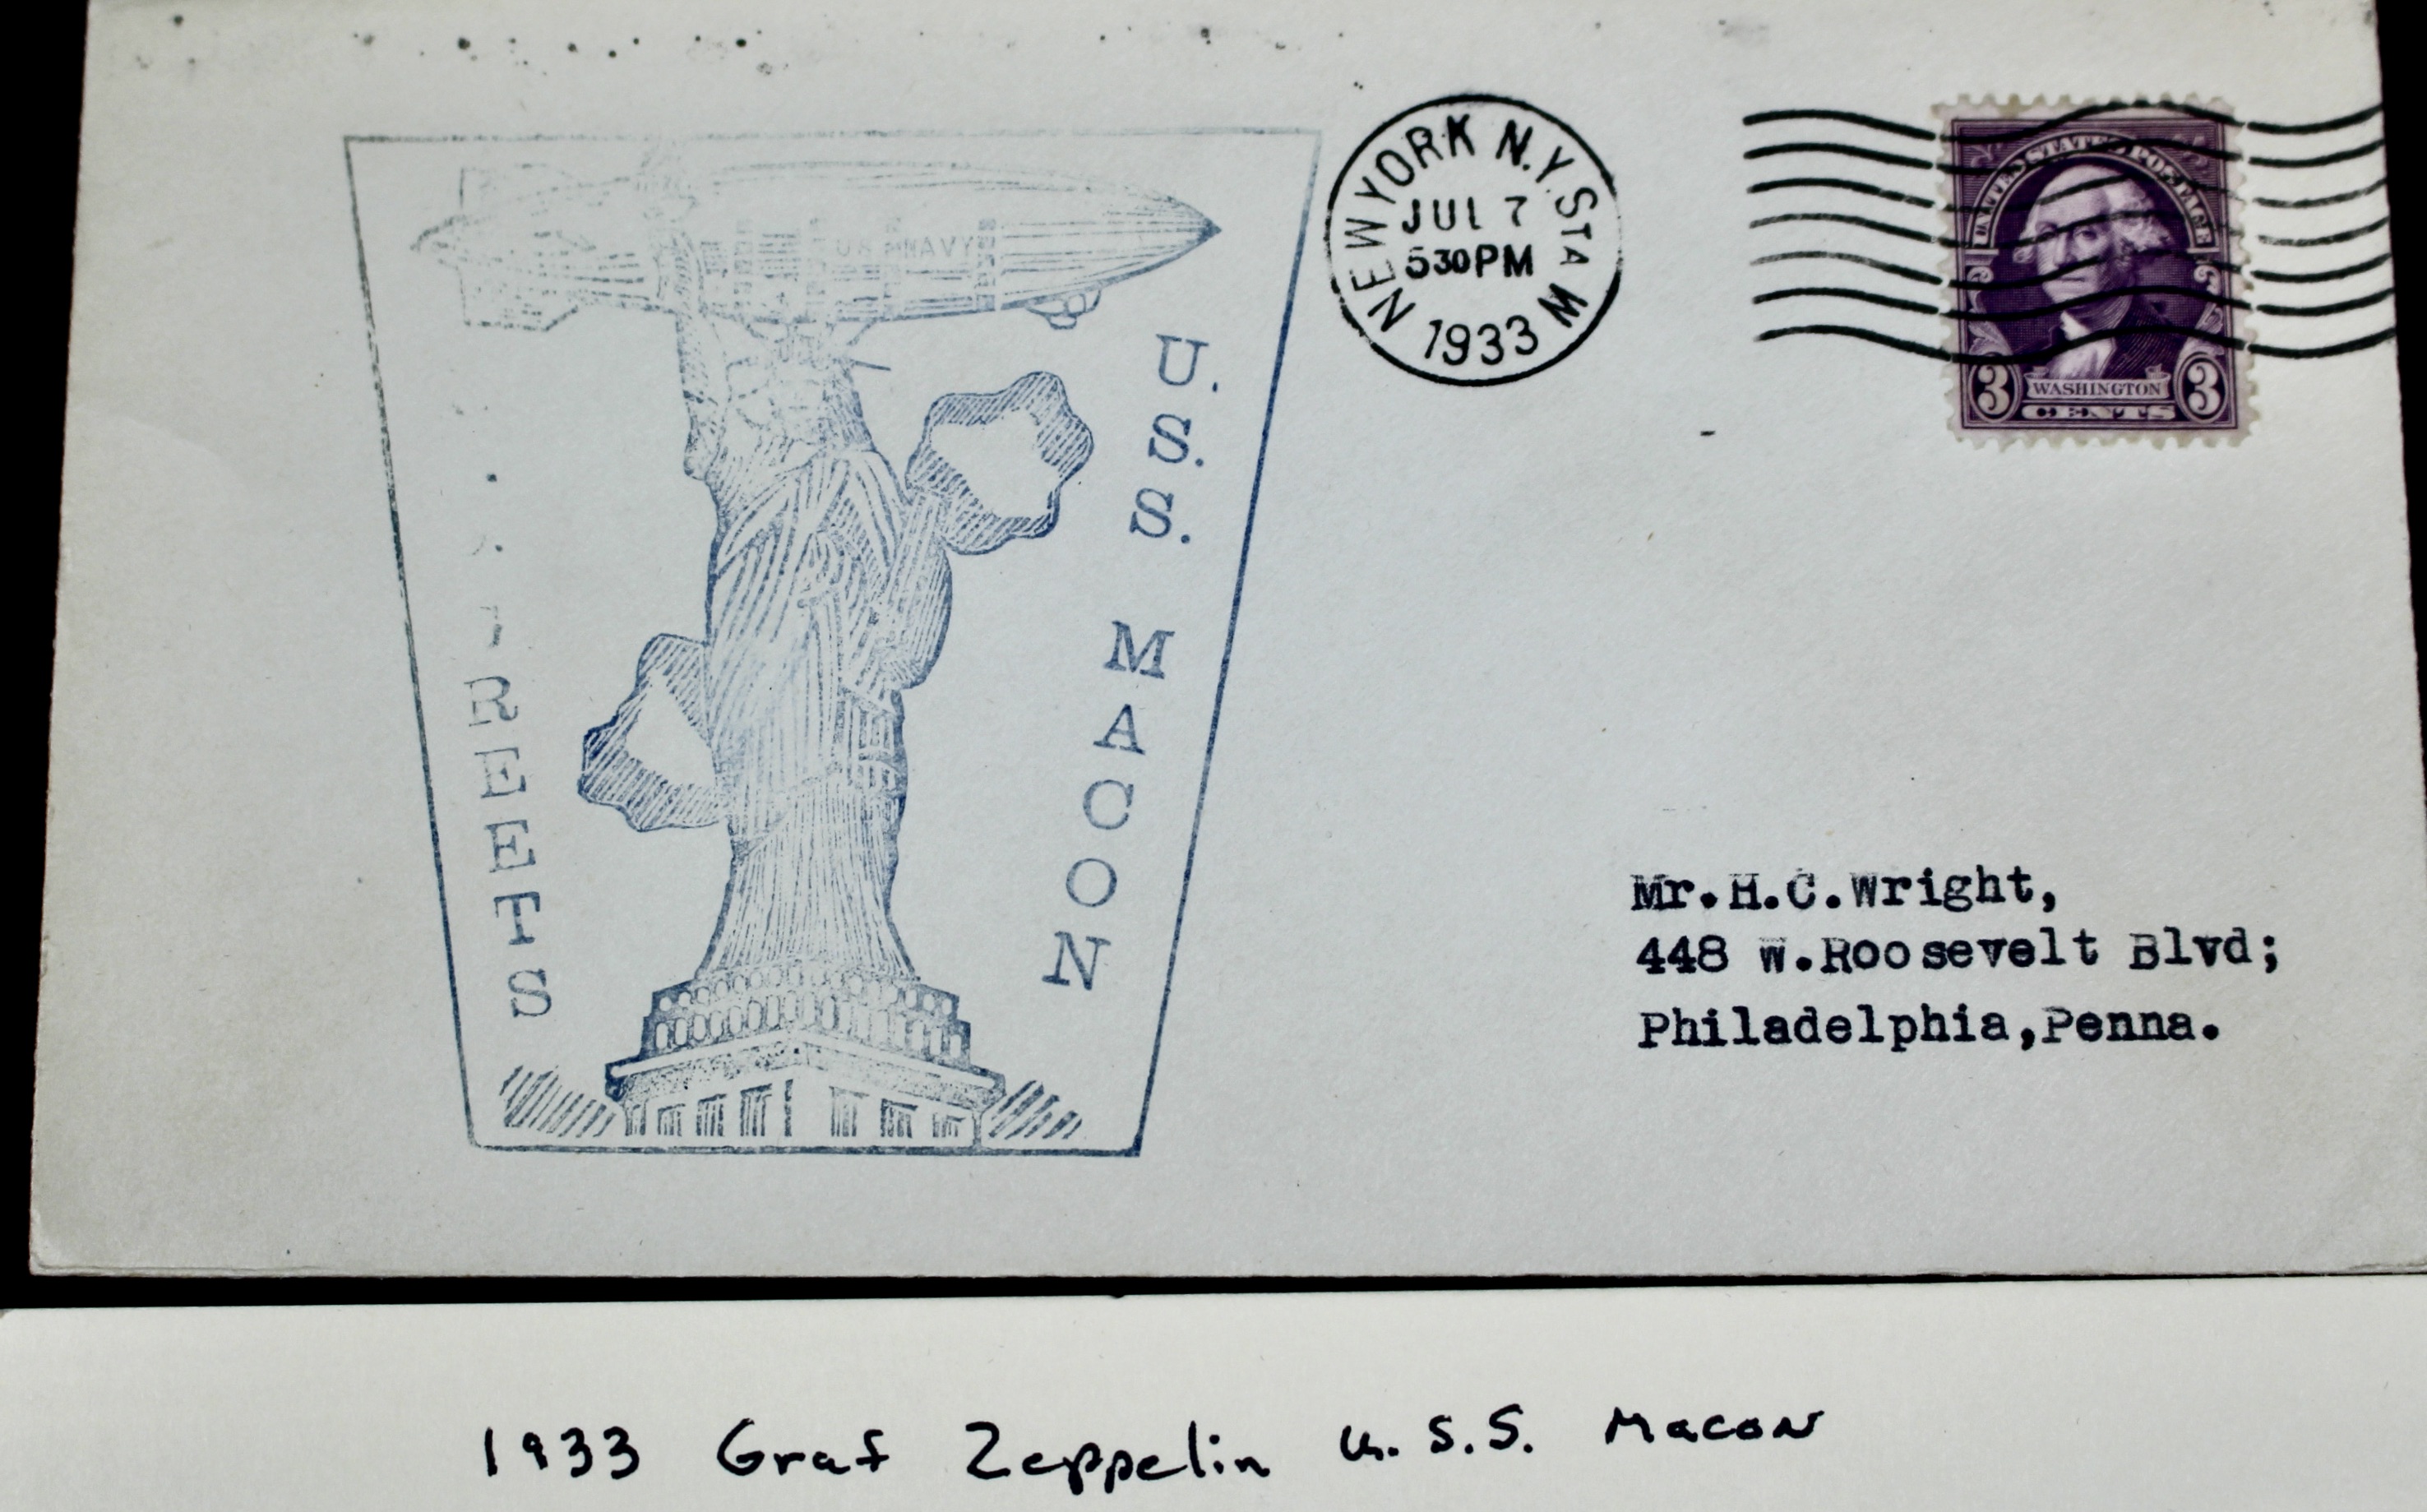 U.S. NAVY
REETS
U.S.S. MACON
NEW YORK N.Y. STA W
JUL 7
530PM
1933
UNITED STATES POSTAGE
3 WASHINGTON 3
CENTS
Mr.H.C.Wright,
448 W.Roosevelt Blvd;
Philadelphia,Penna.
1933 Graf Zeppelin U.S.S. Macon